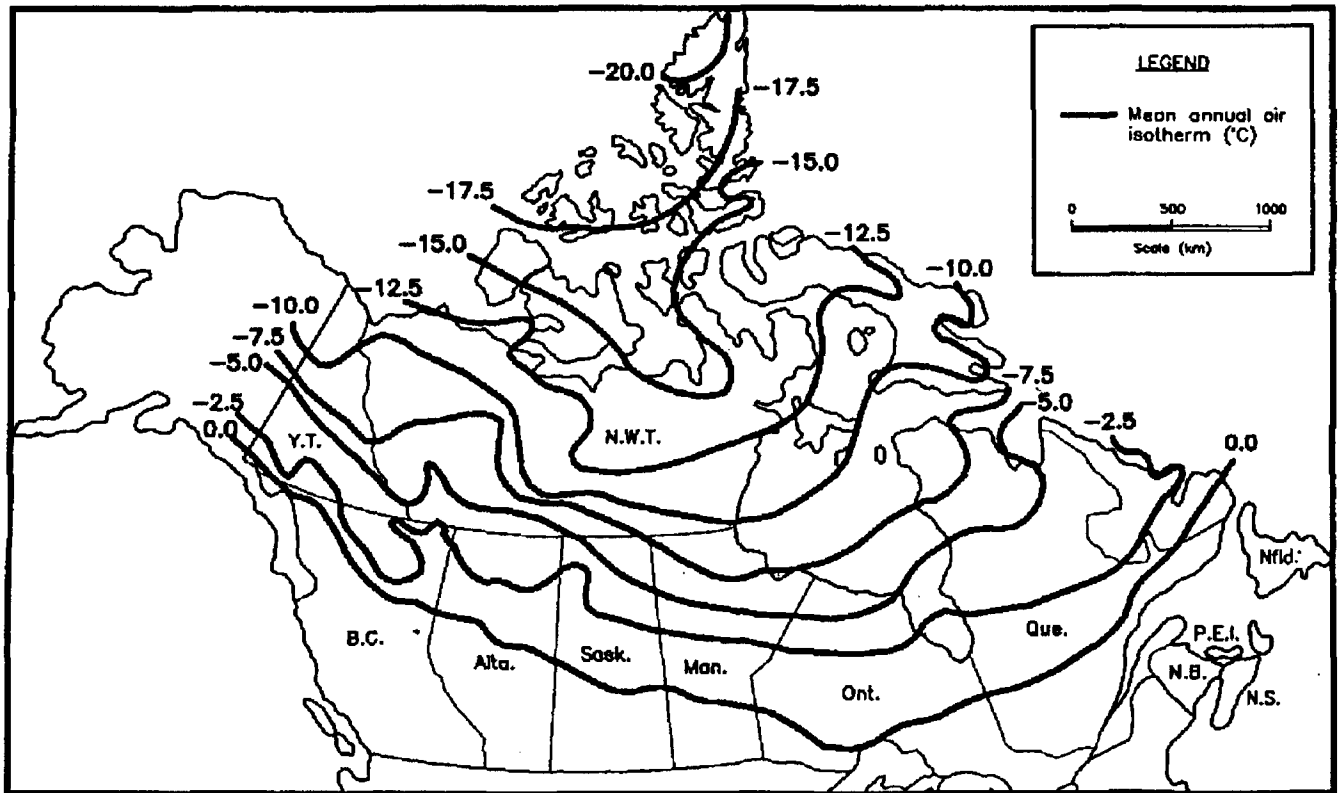 LEGEND
Mean annual air
isotherm (°C)
0 500 1000
Scale (km)
-20.0
-17.5
-15.0
-17.5
-15.0
-12.5
-10.0
-12.5
-10.0
-7.5
-5.0
-7.5
-5.0
-2.5
-2.5
0.0
0.0
Y.T.
N.W.T.
Nfld.
B.C.
Alta.
Sask.
Man.
Ont.
Que.
P.E.I.
N.B.
N.S.